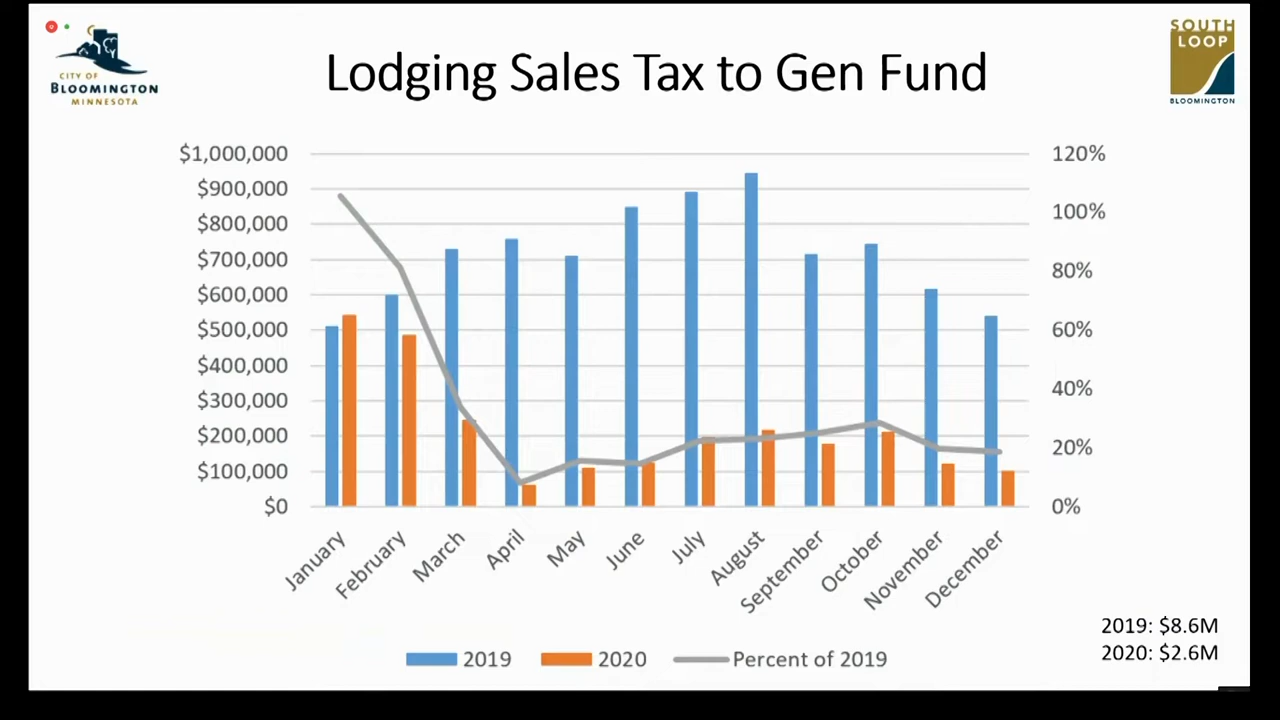 CITY OF
BLOOMINGTON
MINNESOTA
Lodging Sales Tax to Gen Fund
SOUTH
LOOP
BLOOMINGTON
$1,000,000
$900,000
$800,000
$700,000
$600,000
$500,000
$400,000
$300,000
$200,000
$100,000
$0
120%
100%
80%
60%
40%
20%
0%
January
February
March
April
May
June
July
August
September
October
November
December
2019
2020
Percent of 2019
2019: $8.6M
2020: $2.6M